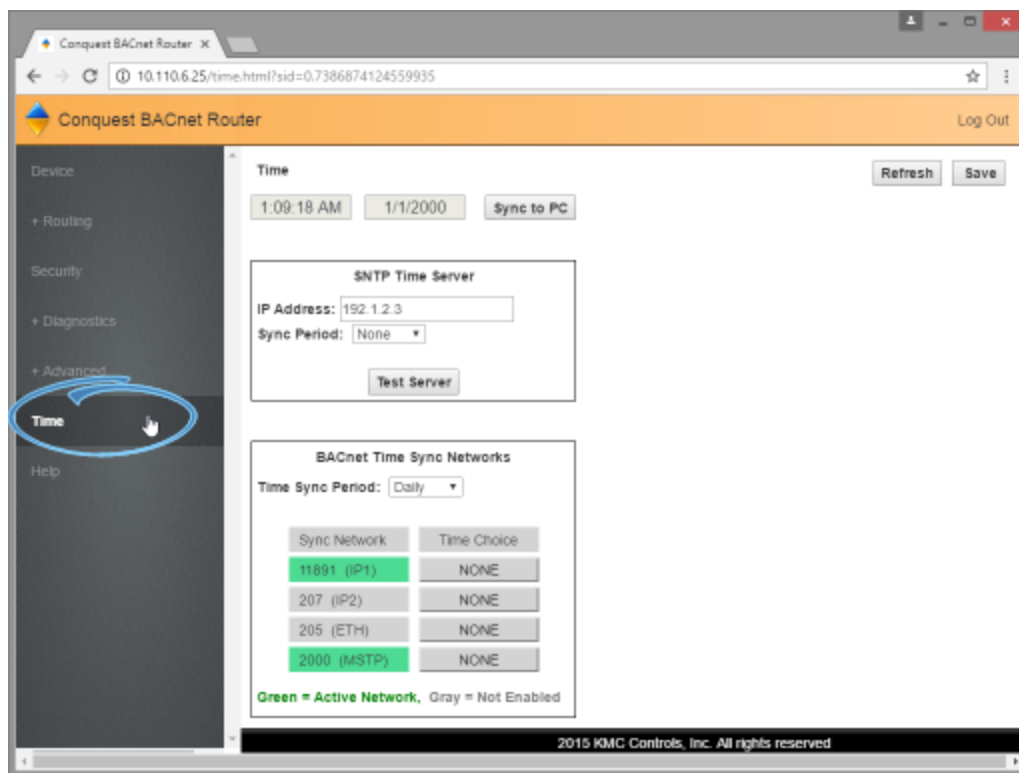 Conquest BACnet Router
10.110.6.25/time.html?sid=0.7386874124559935
Conquest BACnet Router
Log Out
Device
+ Routing
Security
+ Diagnostics
+ Advanced
Time
Help
Time
Refresh
Save
1:09:18 AM
1/1/2000
Sync to PC
SNTP Time Server
IP Address: 192.1.2.3
Sync Period: None
Test Server
BACnet Time Sync Networks
Time Sync Period: Daily
Sync Network Time Choice
11891 (IP1) NONE
207 (IP2) NONE
205 (ETH) NONE
2000 (MSTP) NONE
Green = Active Network, Gray = Not Enabled
2015 KMC Controls, Inc. All rights reserved